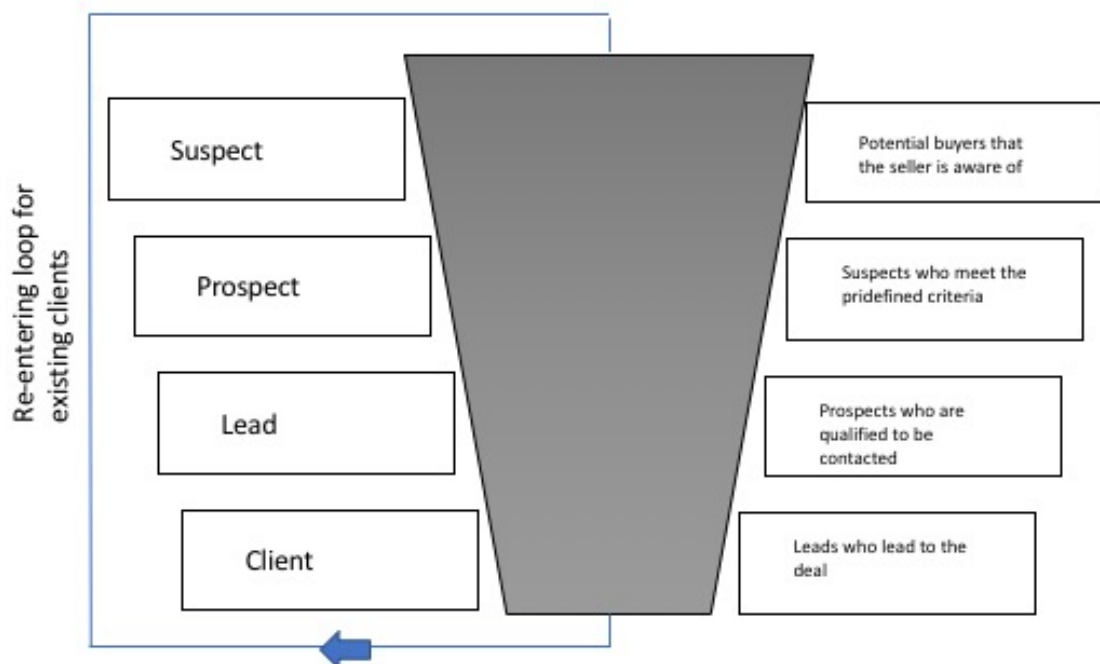 Re-entering loop for
existing clients
Suspect
Potential buyers that
the seller is aware of
Prospect
Suspects who meet the
pridefined criteria
Lead
Prospects who are
qualified to be
contacted
Client
Leads who lead to the
deal